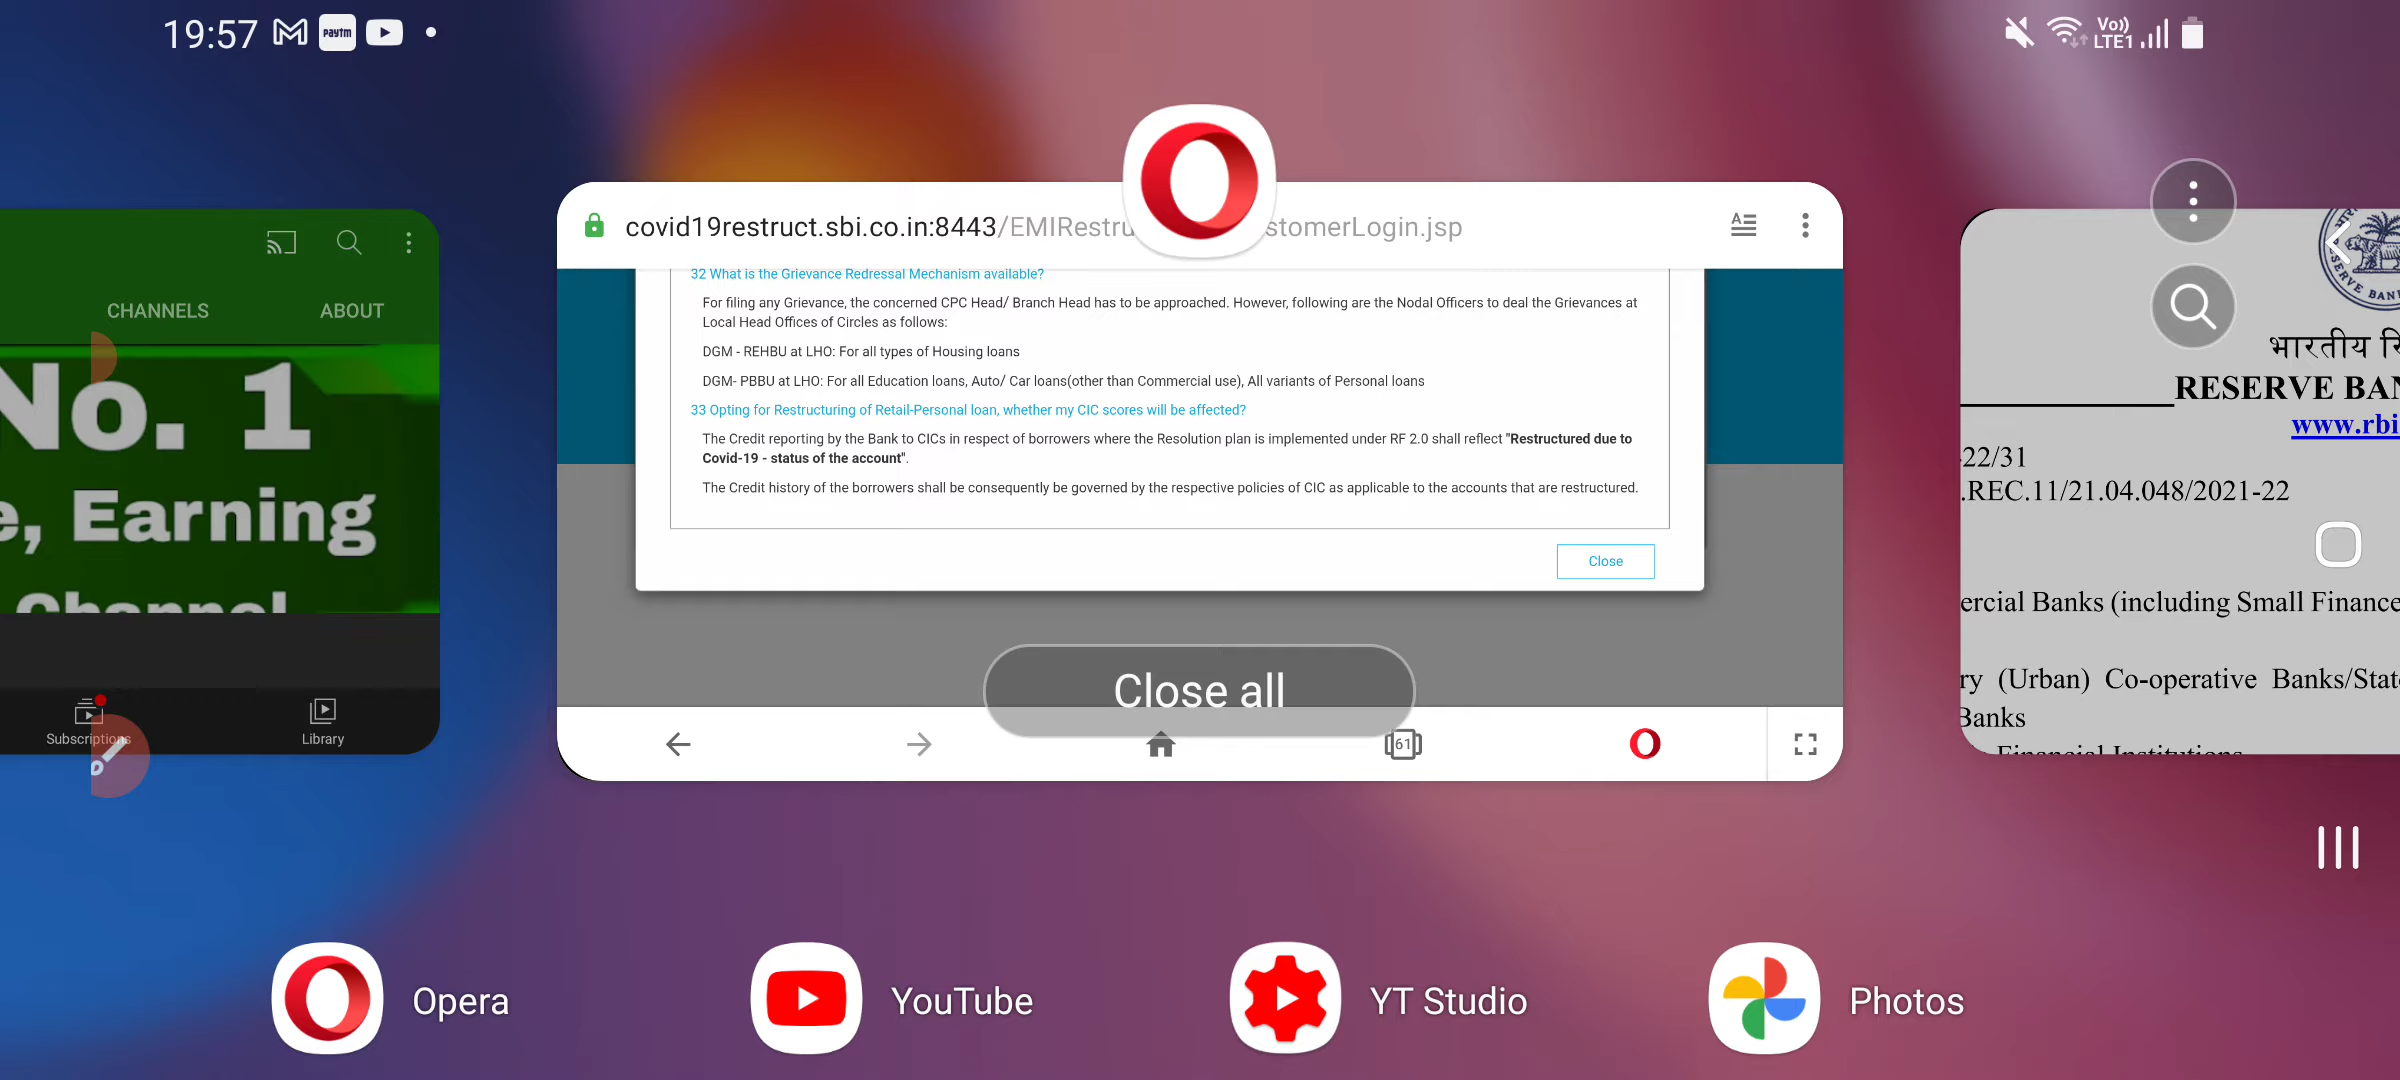 19:57
paytm
Vo))
LTE1
covid19restruct.sbi.co.in:8443/EMIRestru stomerLogin.jsp
32 What is the Grievance Redressal Mechanism available?
For filing any Grievance, the concerned CPC Head/ Branch Head has to be approached. However, following are the Nodal Officers to deal the Grievances at
Local Head Offices of Circles as follows:
DGM - REHBU at LHO: For all types of Housing loans
DGM- PBBU at LHO: For all Education loans, Auto/ Car loans(other than Commercial use), All variants of Personal loans
33 Opting for Restructuring of Retail-Personal loan, whether my CIC scores will be affected?
The Credit reporting by the Bank to CICs in respect of borrowers where the Resolution plan is implemented under RF 2.0 shall reflect "Restructured due to
Covid-19 - status of the account".
The Credit history of the borrowers shall be consequently be governed by the respective policies of CIC as applicable to the accounts that are restructured.
Close
Close all
61
CHANNELS ABOUT
No. 1
e, Earning
Channel
Subscriptions
Library
भारतीय रि
RESERVE BAN
www.rbi
-22/31
.REC.11/21.04.048/2021-22
ercial Banks (including Small Finance
ry (Urban) Co-operative Banks/State
Banks
Financial Institutions
Opera
YouTube
YT Studio
Photos